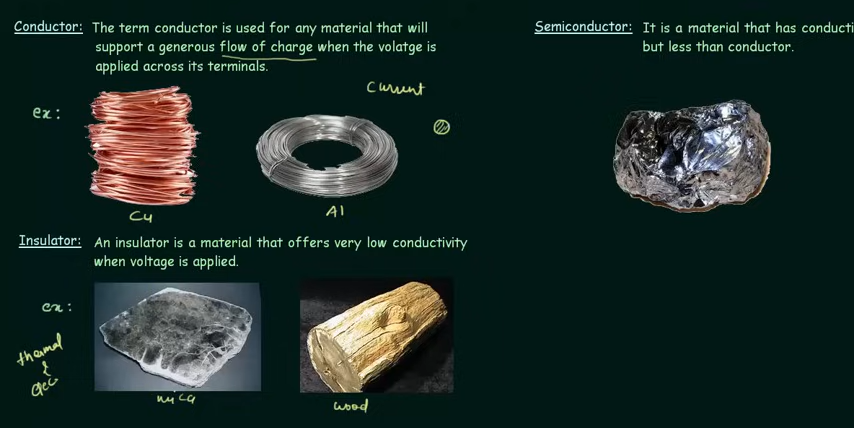 Conductor: The term conductor is used for any material that will
support a generous flow of charge when the volatge is
applied across its terminals.
Current
ex:
Cu
Al
Insulator: An insulator is a material that offers very low conductivity
when voltage is applied.
ex:
thermal
&
mica
wood
Semiconductor: It is a material that has conducti
but less than conductor.